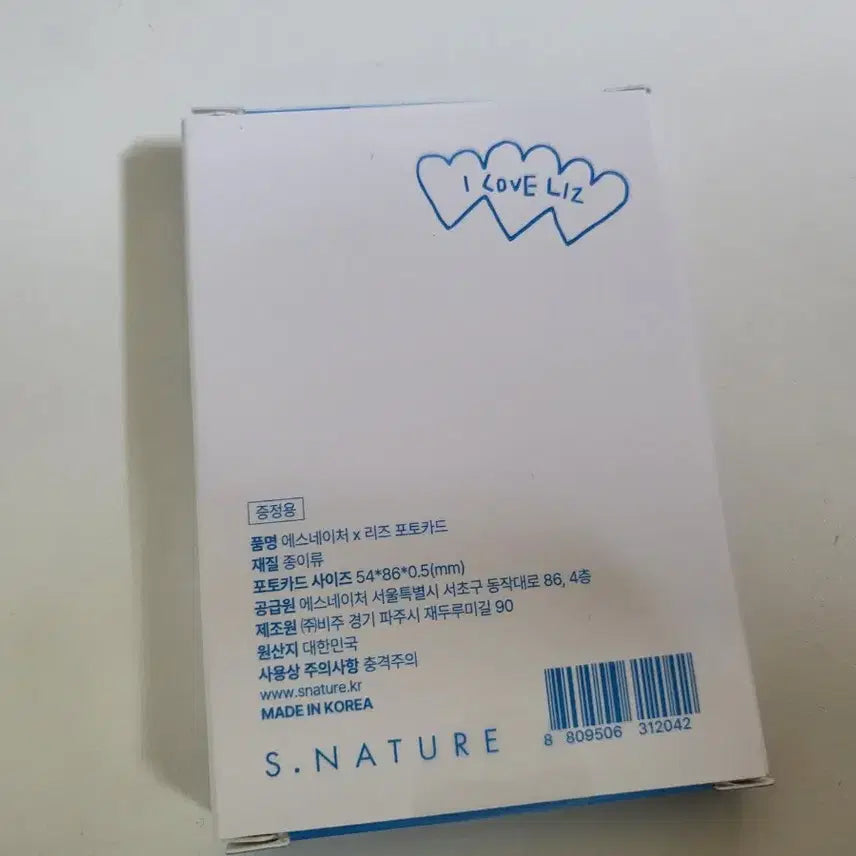 I LOVE LIZ
증정용
품명 에스네이처 x 리즈 포토카드
재질 종이류
포토카드 사이즈 54*86*0.5(mm)
공급원 에스네이처 서울특별시 서초구 동작대로 86, 4층
제조원 ㈜비주 경기 파주시 재두루미길 90
원산지 대한민국
사용상 주의사항 충격주의
www.snature.kr
MADE IN KOREA
S.NATURE
8 809506 312042